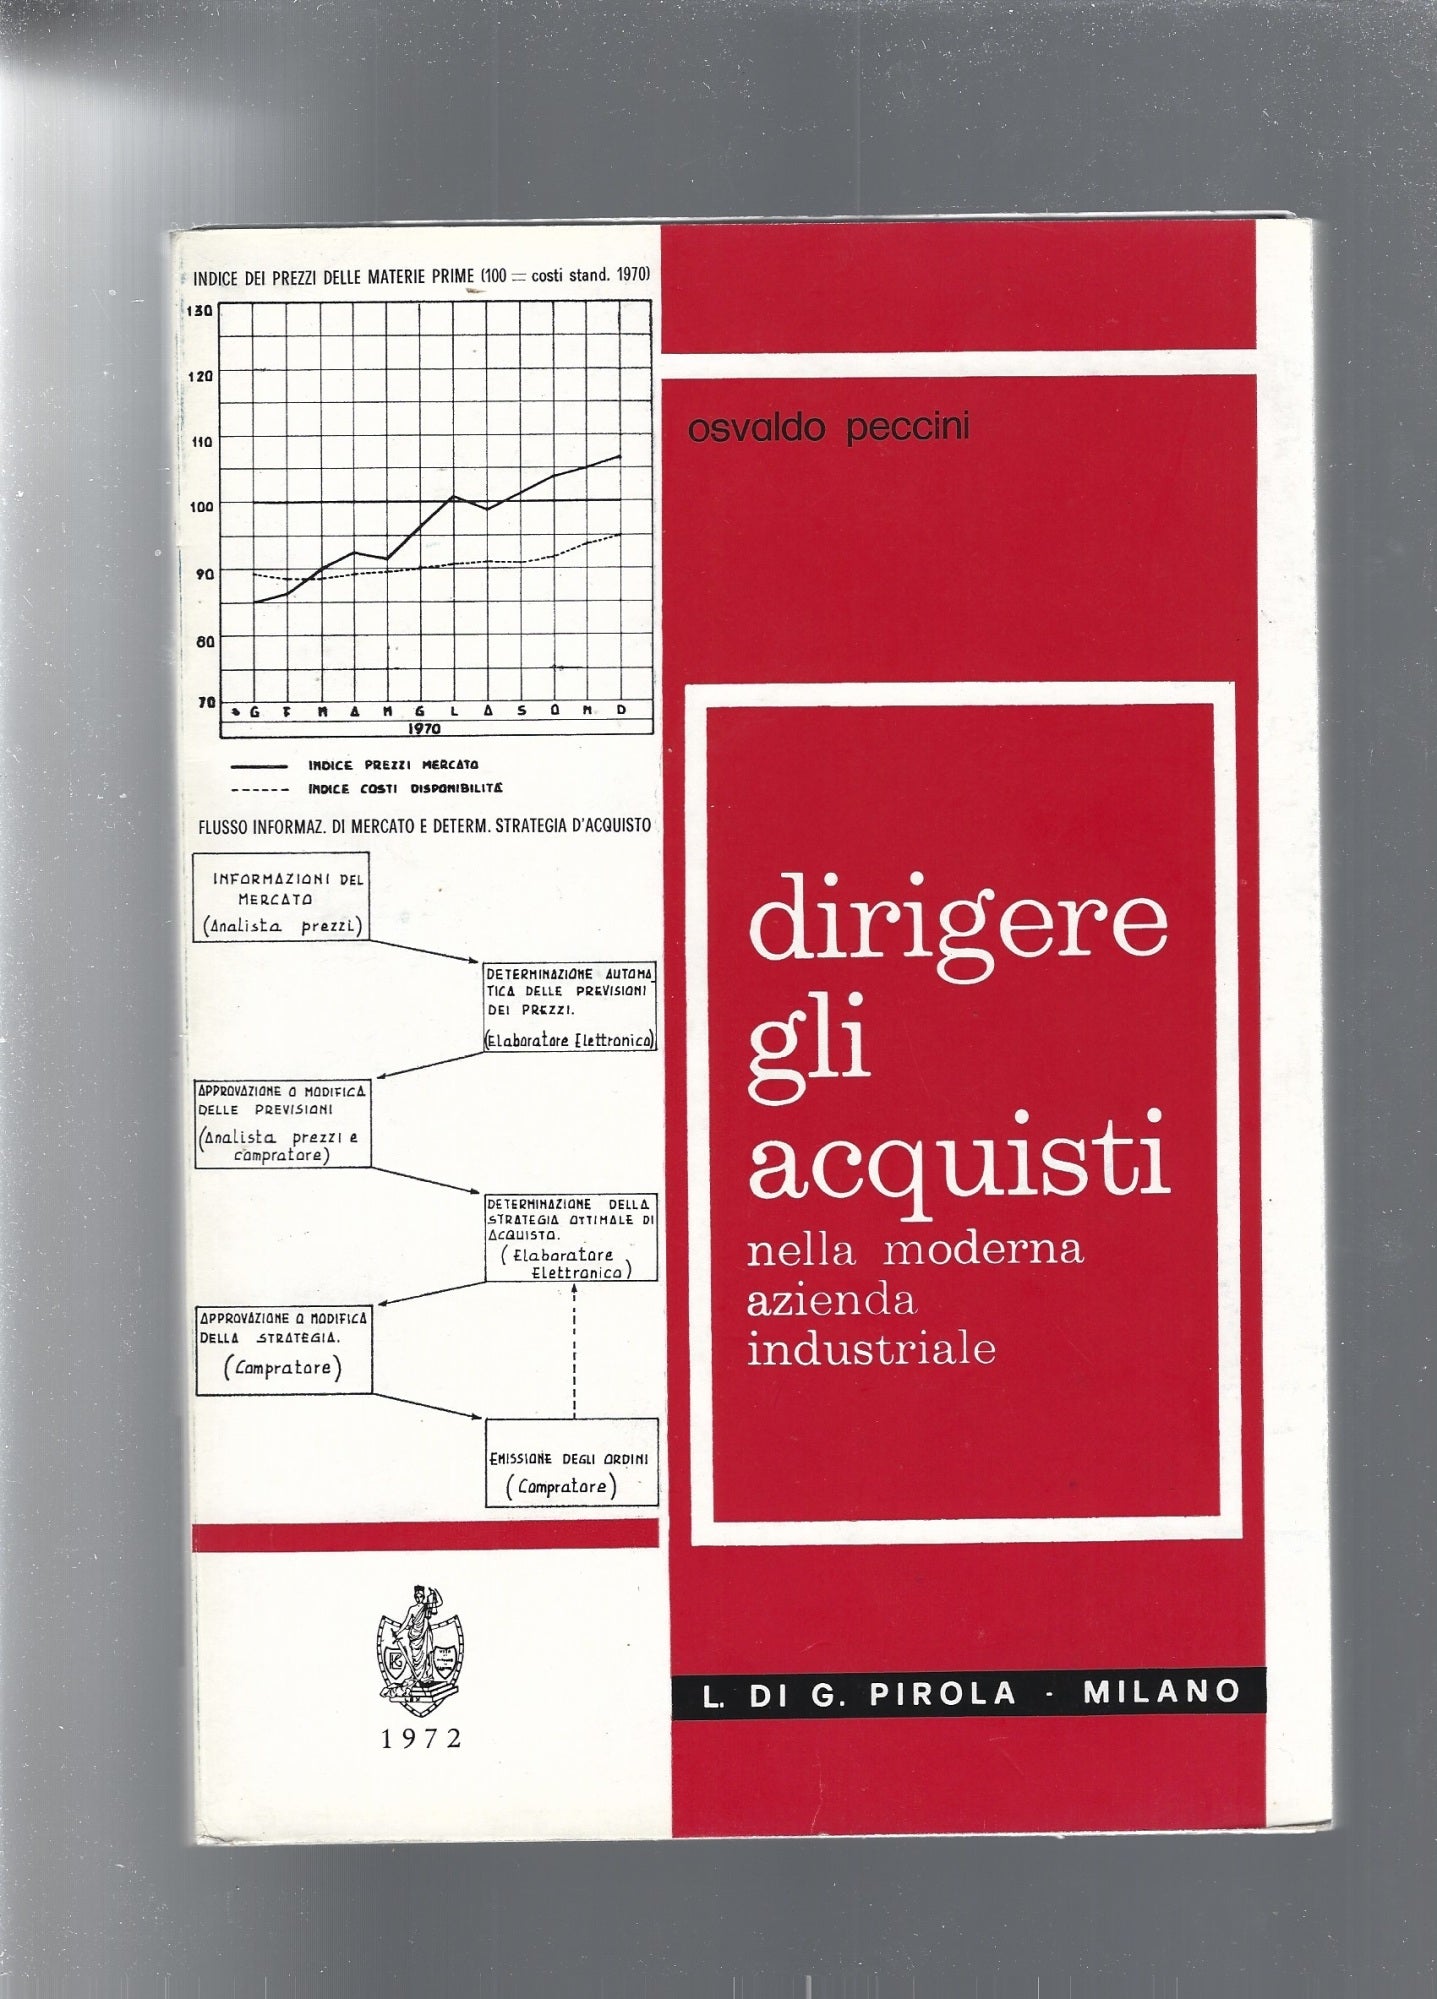 INDICE DEI PREZZI DELLE MATERIE PRIME (100 = costi stand. 1970)
130
120
110
100
90
80
70
G F M A M G L A S O N D
1970
INDICE PREZZI MERCATO
INDICE COSTI DISPONIBILITÀ
FLUSSO INFORMAZ. DI MERCATO E DETERM. STRATEGIA D'ACQUISTO
INFORMAZIONI DEL
MERCATO
(Analista prezzi)
DETERMINAZIONE AUTOMA_
TICA DELLE PREVISIONI
DEI PREZZI.
(Elaboratore Elettronico)
APPROVAZIONE O MODIFICA
DELLE PREVISIONI
(Analista prezzi e
compratore)
DETERMINAZIONE DELLA
STRATEGIA OTTIMALE DI
ACQUISTO.
(Elaboratore
Elettronico)
APPROVAZIONE O MODIFICA
DELLA STRATEGIA.
(Compratore)
EMISSIONE DEGLI ORDINI
(Compratore)
1972
osvaldo peccini
dirigere
gli
acquisti
nella moderna
azienda
industriale
L. DI G. PIROLA - MILANO